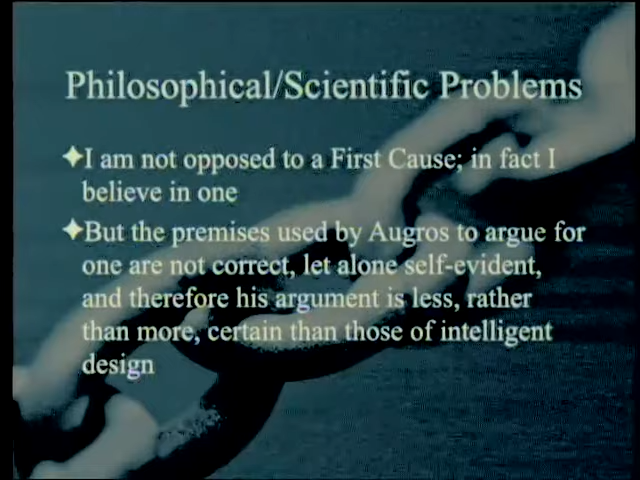 Philosophical/Scientific Problems
✦I am not opposed to a First Cause; in fact I
believe in one
✦But the premises used by Augros to argue for
one are not correct, let alone self-evident,
and therefore his argument is less, rather
than more, certain than those of intelligent
design